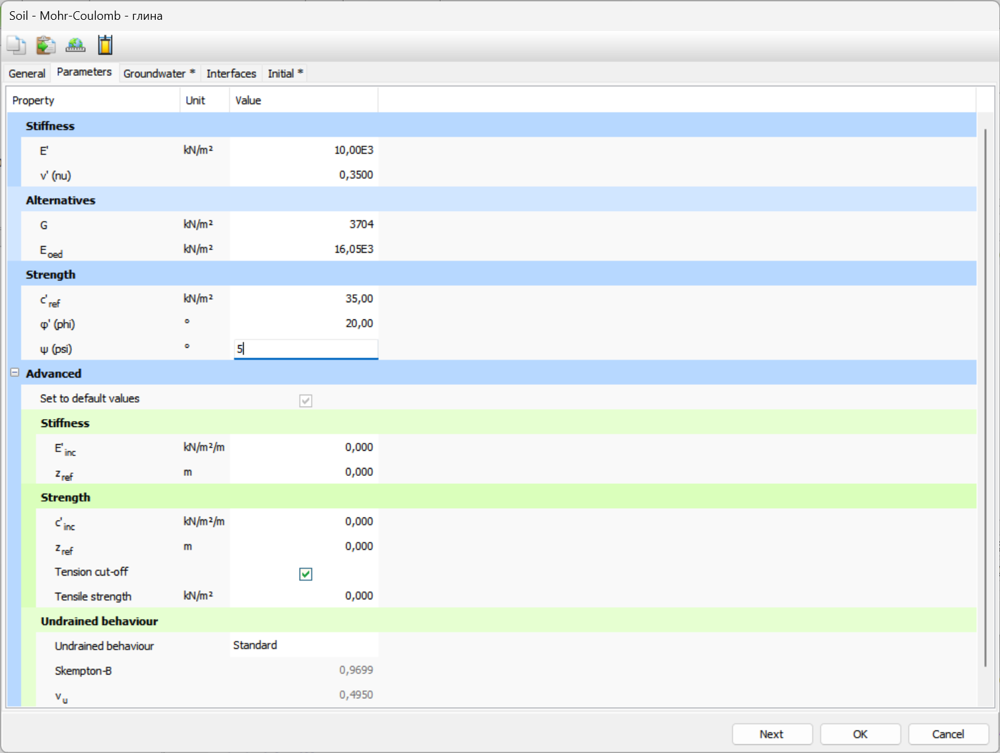 Soil - Mohr-Coulomb - глина
General Parameters Groundwater * Interfaces Initial *
Property Unit Value
Stiffness
E' kN/m² 10,00E3
ν' (nu) 0,3500
Alternatives
G kN/m² 3704
E oed kN/m² 16,05E3
Strength
c' ref kN/m² 35,00
φ' (phi) ° 20,00
ψ (psi) ° 5
Advanced
Set to default values
Stiffness
E' inc kN/m²/m 0,000
z ref m 0,000
Strength
c' inc kN/m²/m 0,000
z ref m 0,000
Tension cut-off
Tensile strength kN/m² 0,000
Undrained behaviour
Undrained behaviour Standard
Skempton-B 0,9699
ν u 0,4950
Next OK Cancel